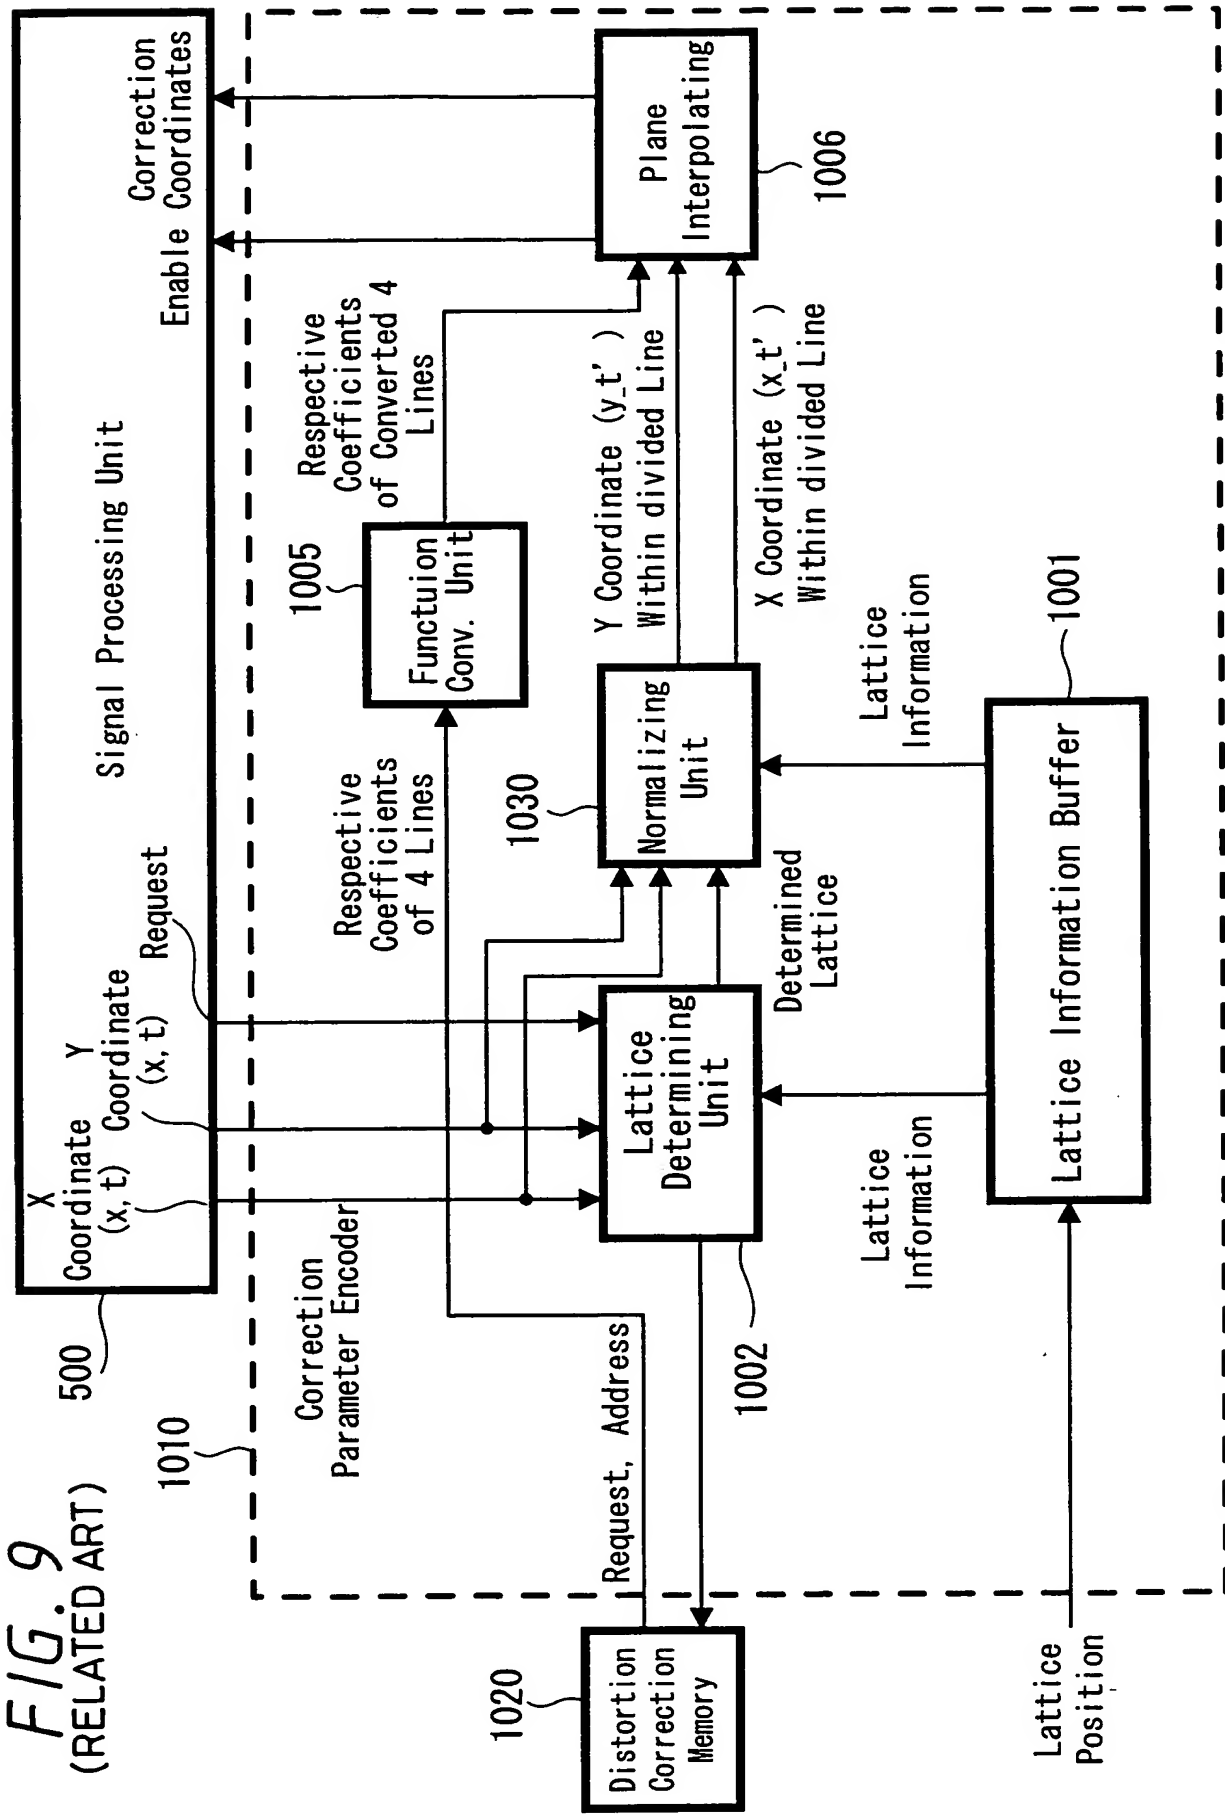 FIG. 9
(RELATED ART)
500
Signal Processing Unit
X
Coordinate
(x, t)
Y
Coordinate
(x, t)
Request
Enable
Correction
Coordinates
1010
Correction
Parameter Encoder
Respective
Coefficients
of 4 Lines
1005
Functuion
Conv. Unit
Respective
Coefficients
of Converted 4
Lines
1020
Distortion
Correction
Memory
Request, Address
1002
Lattice
Determining
Unit
Determined
Lattice
1030
Normalizing
Unit
Y Coordinate (y_t' )
Within divided Line
X Coordinate (x_t' )
Within divided Line
Plane
Interpolating
1006
Lattice
Information
Lattice
Information
Lattice
Position
Lattice Information Buffer
1001